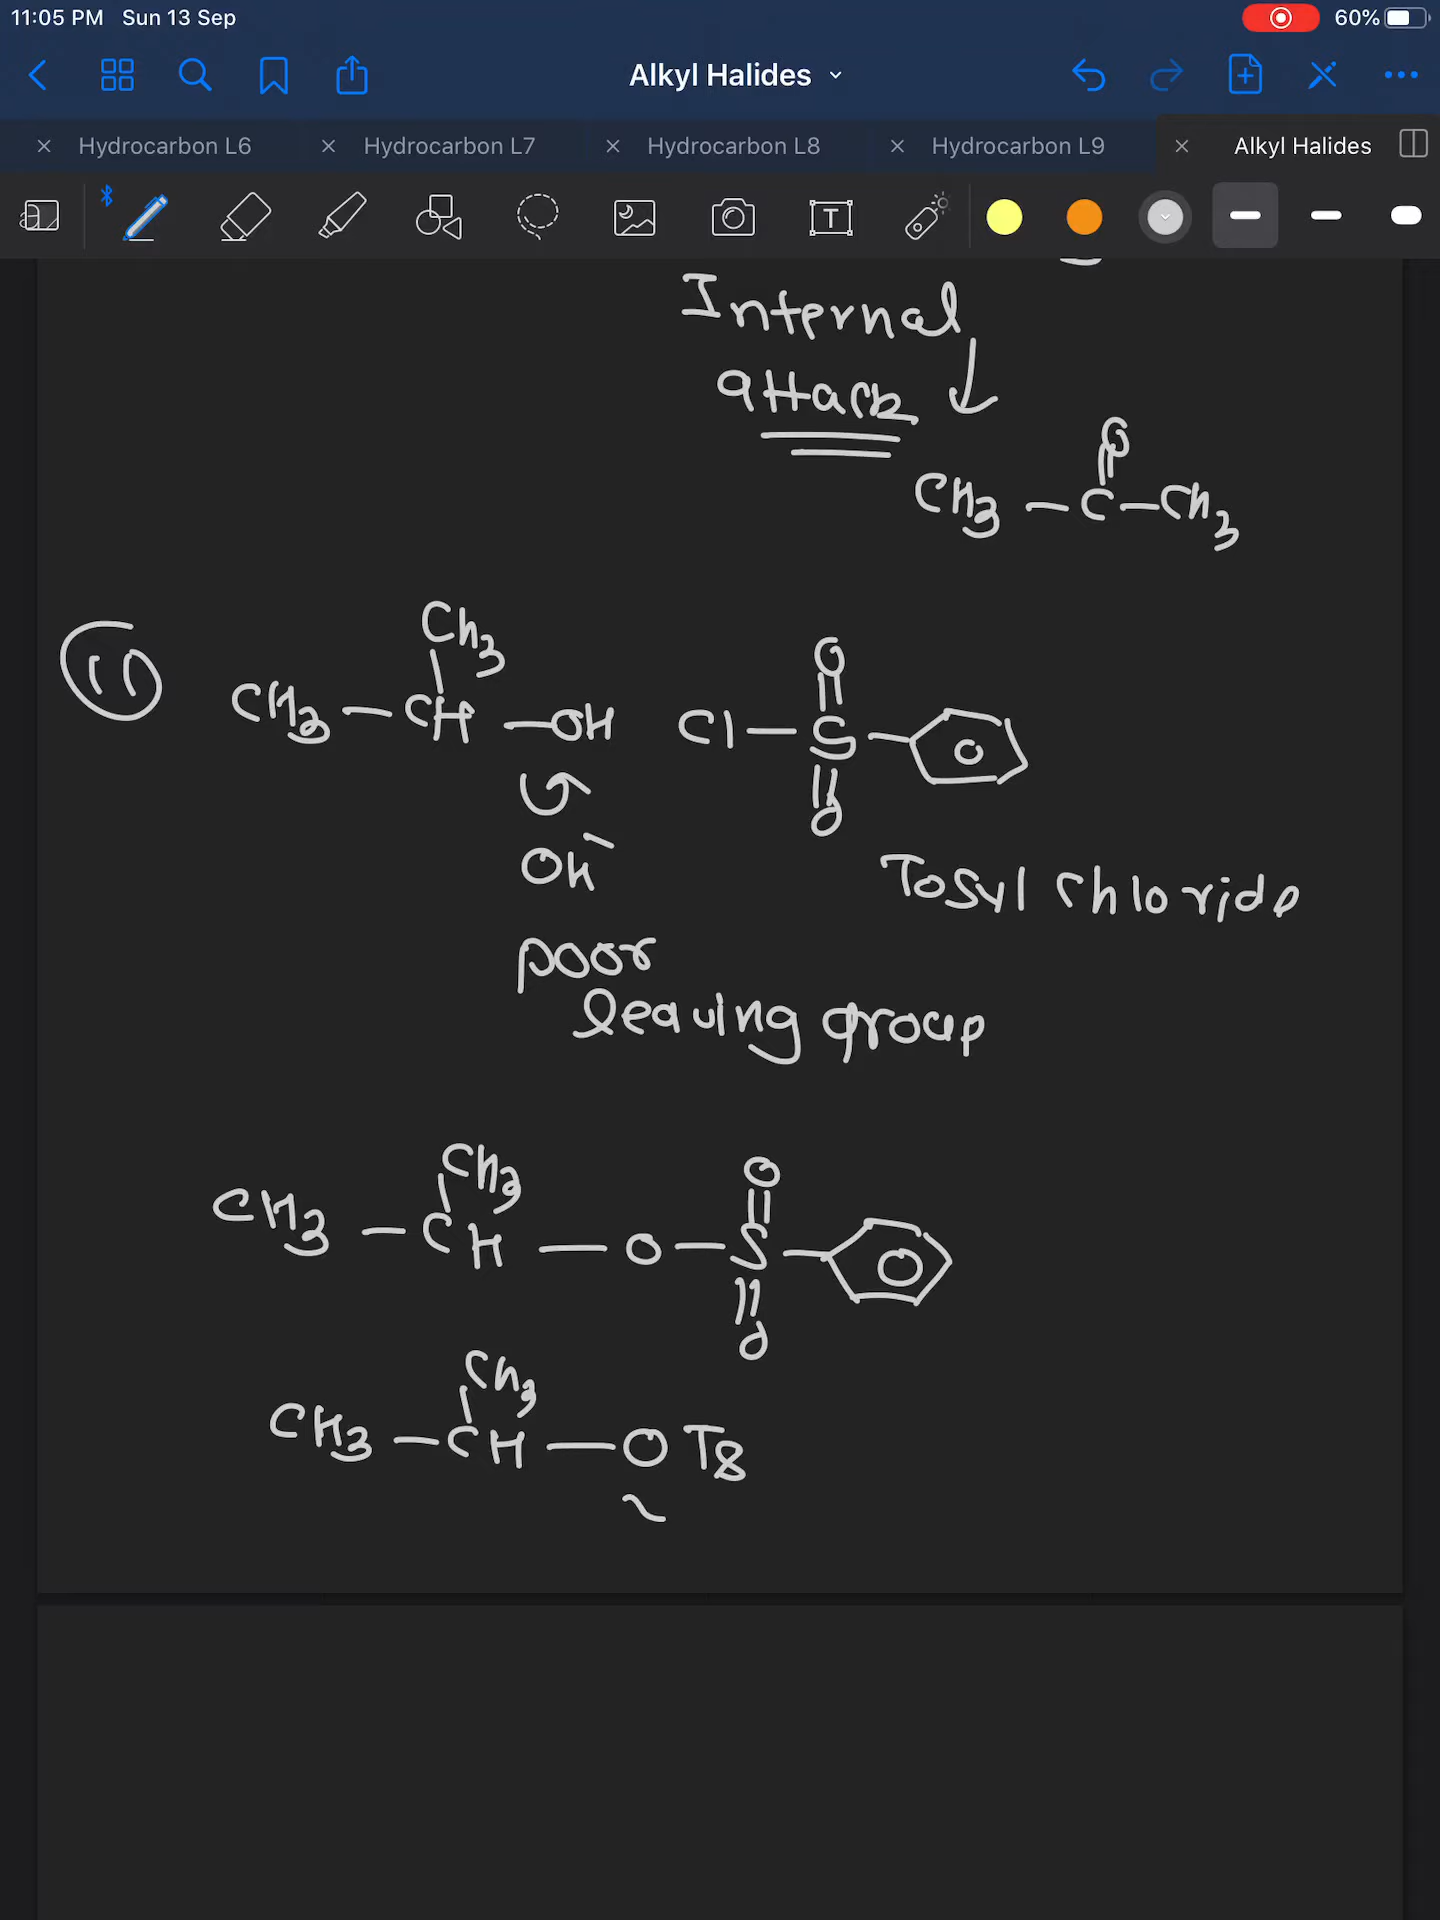 11:05 PM Sun 13 Sep 60%
Alkyl Halides
Hydrocarbon L6 Hydrocarbon L7 Hydrocarbon L8 Hydrocarbon L9 Alkyl Halides
Internal
attack
O
CH3 - C - CH3
11
CH3
O
CH3 - CH - OH Cl - S -
O
OH-
Tosyl chloride
poor
leaving group
CH3
O
CH3 - CH - O - S -
O
CH3
CH3 - CH - O Ts